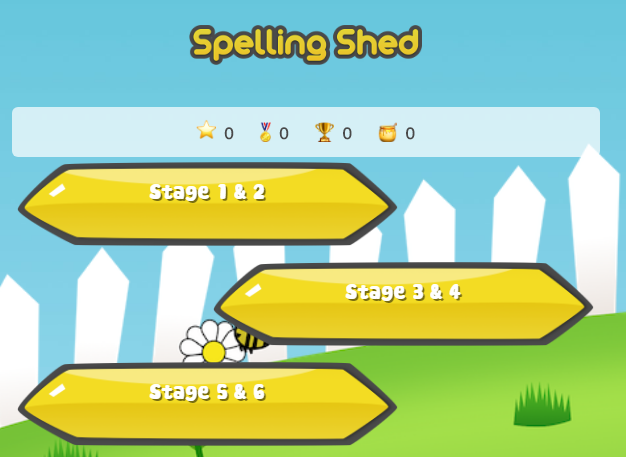 Spelling Shed
0 0 0 0
Stage 1 & 2
Stage 3 & 4
Stage 5 & 6